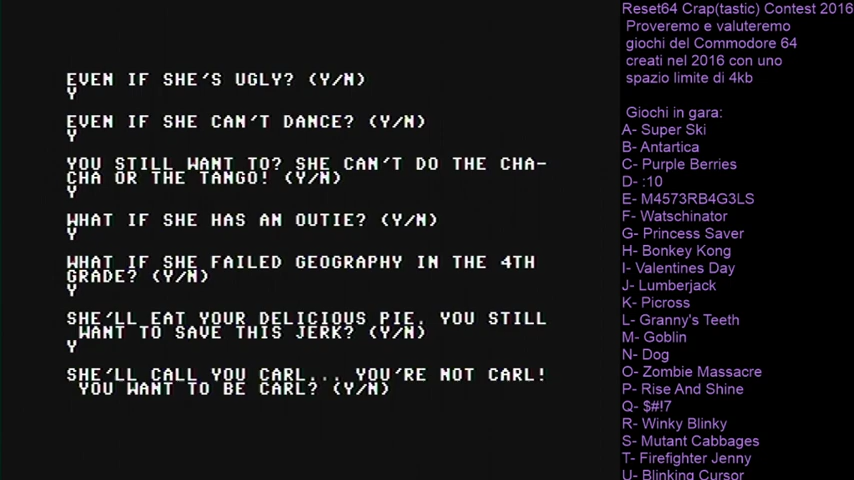 EVEN IF SHE'S UGLY? (Y/N)
Y
EVEN IF SHE CAN'T DANCE? (Y/N)
Y
YOU STILL WANT TO? SHE CAN'T DO THE CHA-
CHA OR THE TANGO! (Y/N)
Y
WHAT IF SHE HAS AN OUTIE? (Y/N)
Y
WHAT IF SHE FAILED GEOGRAPHY IN THE 4TH
GRADE? (Y/N)
Y
SHE'LL EAT YOUR DELICIOUS PIE. YOU STILL
WANT TO SAVE THIS JERK? (Y/N)
Y
SHE'LL CALL YOU CARL... YOU'RE NOT CARL!
YOU WANT TO BE CARL? (Y/N)
Reset64 Crap(tastic) Contest 2016
Proveremo e valuteremo
giochi del Commodore 64
creati nel 2016 con uno
spazio limite di 4kb
Giochi in gara:
A- Super Ski
B- Antartica
C- Purple Berries
D- :10
E- M4573RB4G3LS
F- Watschinator
G- Princess Saver
H- Bonkey Kong
I- Valentines Day
J- Lumberjack
K- Picross
L- Granny's Teeth
M- Goblin
N- Dog
O- Zombie Massacre
P- Rise And Shine
Q- $#!7
R- Winky Blinky
S- Mutant Cabbages
T- Firefighter Jenny
U- Blinking Cursor